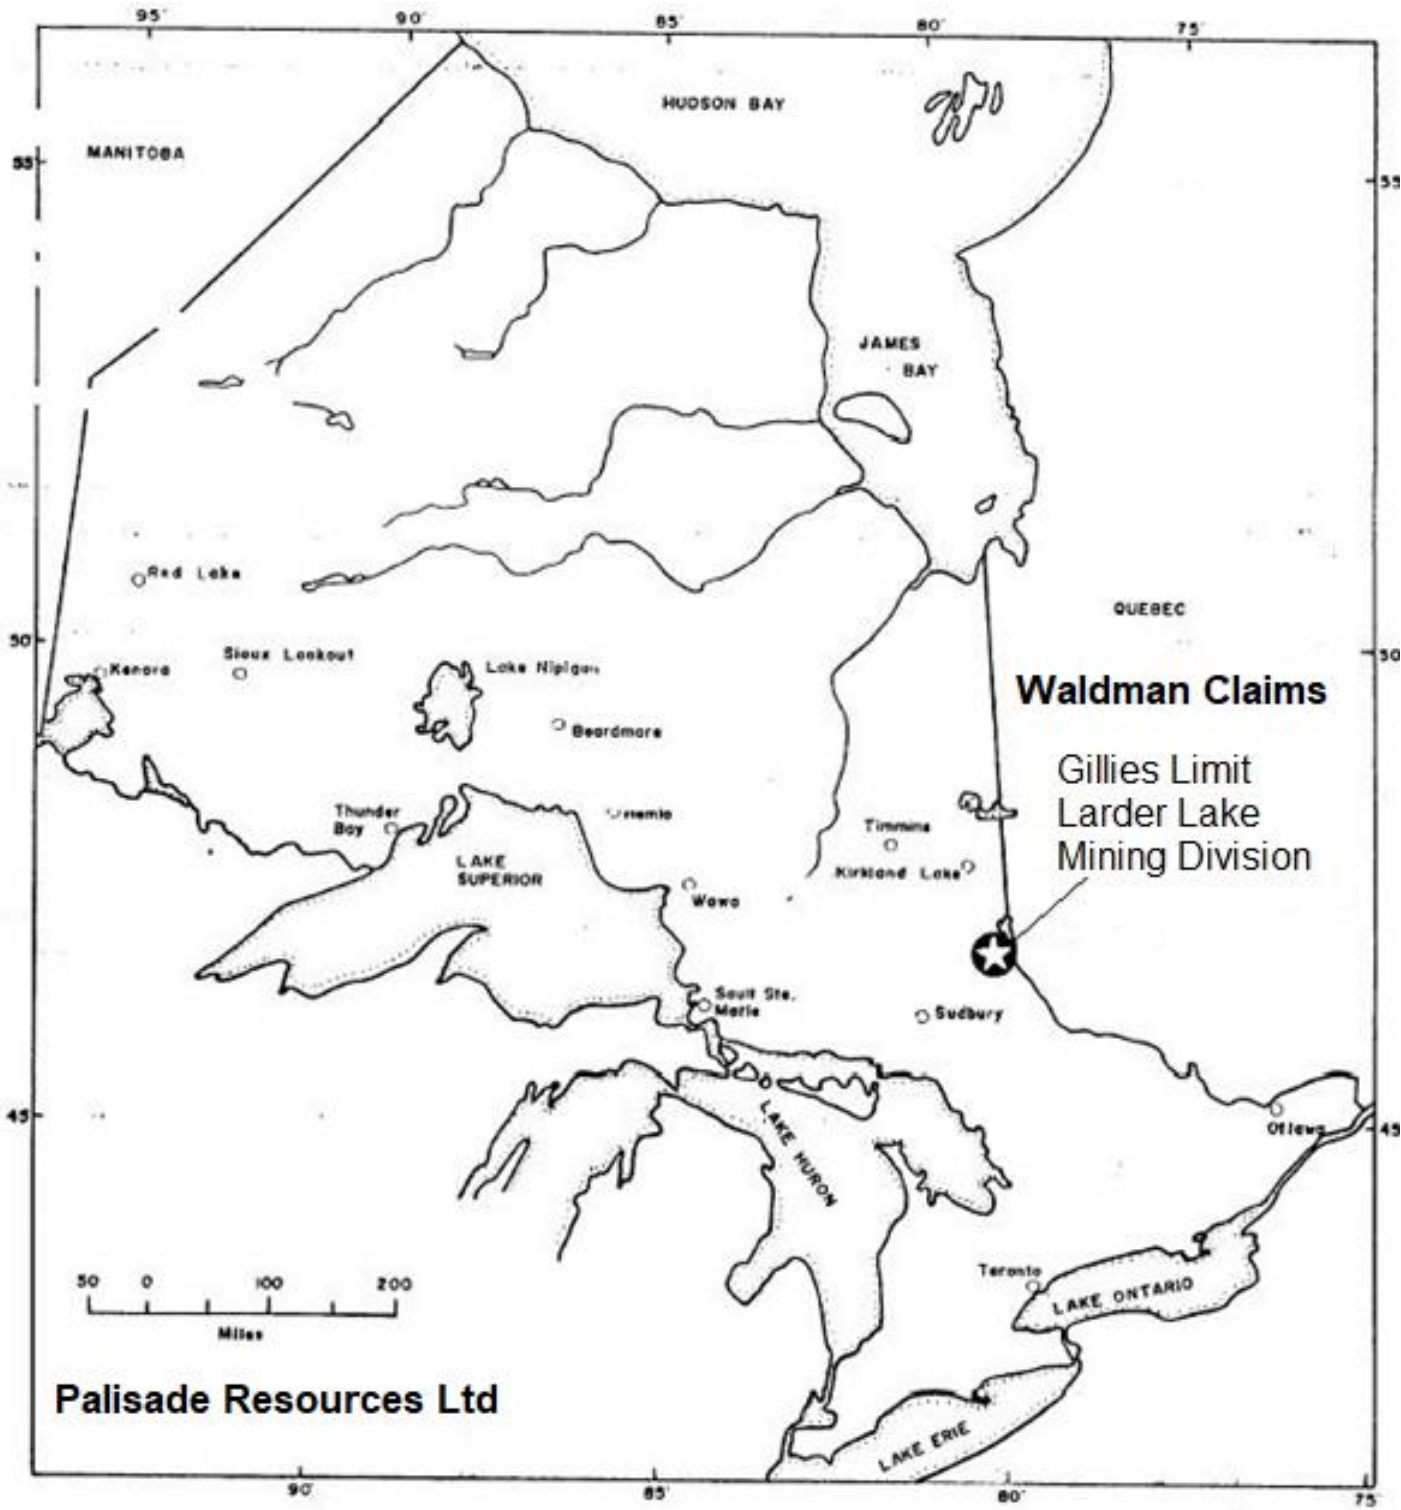 95°
90°
85°
80°
75°
HUDSON BAY
MANITOBA
55°
55
JAMES
BAY
Red Lake
QUEBEC
50°
50
Kenora
Sioux Lookout
Lake Nipigon
Waldman Claims
Beardmore
Gillies Limit
Larder Lake
Mining Division
Thunder
Bay
Timmins
Kirkland Lake
LAKE
SUPERIOR
Wawa
Sault Ste.
Marie
Sudbury
45°
45
LAKE HURON
Ottawa
Toronto
LAKE ONTARIO
50 0 100 200
Miles
Palisade Resources Ltd
LAKE ERIE
90°
85°
80°
75°